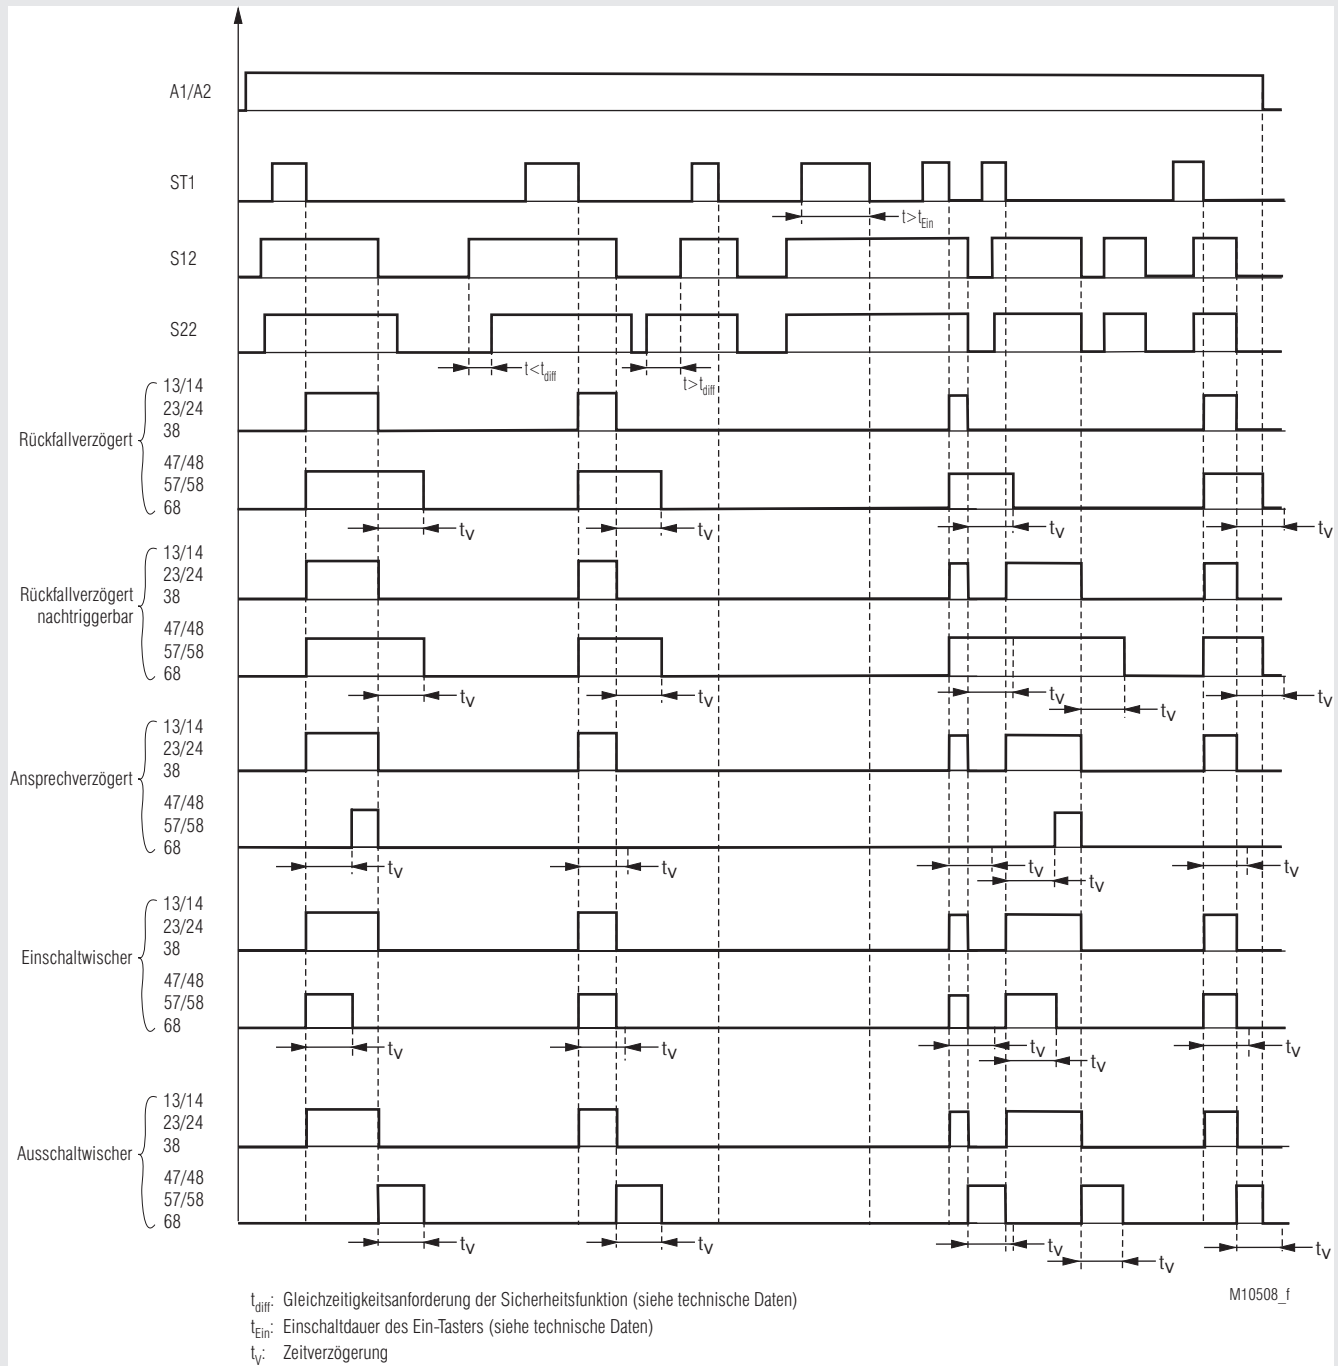 A1/A2
ST1
t>tEin
S12
S22
t<tdiff
t>tdiff
Rückfallverzögert
13/14
23/24
38
47/48
57/58
68
tV
tV
tV
tV
Rückfallverzögert
nachtriggerbar
13/14
23/24
38
47/48
57/58
68
tV
tV
tV
tV
tV
Ansprechverzögert
13/14
23/24
38
47/48
57/58
68
tV
tV
tV
tV
tV
Einschaltwischer
13/14
23/24
38
47/48
57/58
68
tV
tV
tV
tV
tV
Ausschaltwischer
13/14
23/24
38
47/48
57/58
68
tV
tV
tV
tV
tV
tdiff: Gleichzeitigkeitsanforderung der Sicherheitsfunktion (siehe technische Daten)
tEin: Einschaltdauer des Ein-Tasters (siehe technische Daten)
tV: Zeitverzögerung
M10508_f